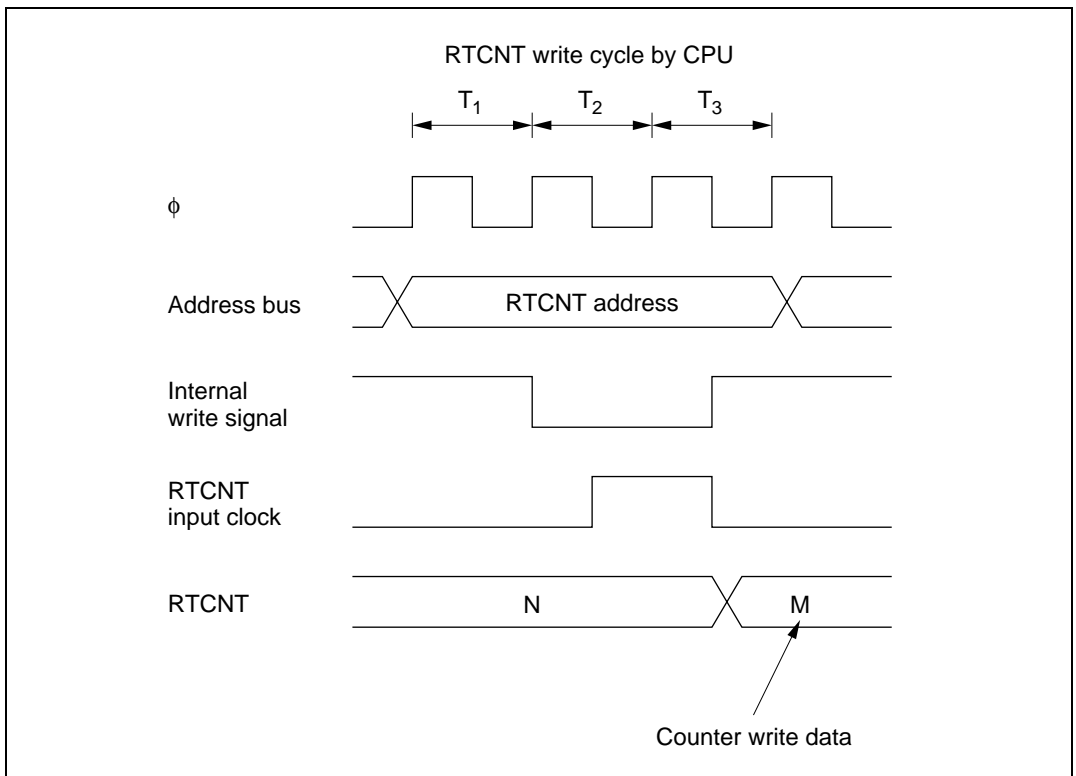 RTCNT write cycle by CPU
T1 T2 T3
ϕ
Address bus
RTCNT address
Internal
write signal
RTCNT
input clock
RTCNT
N
M
Counter write data